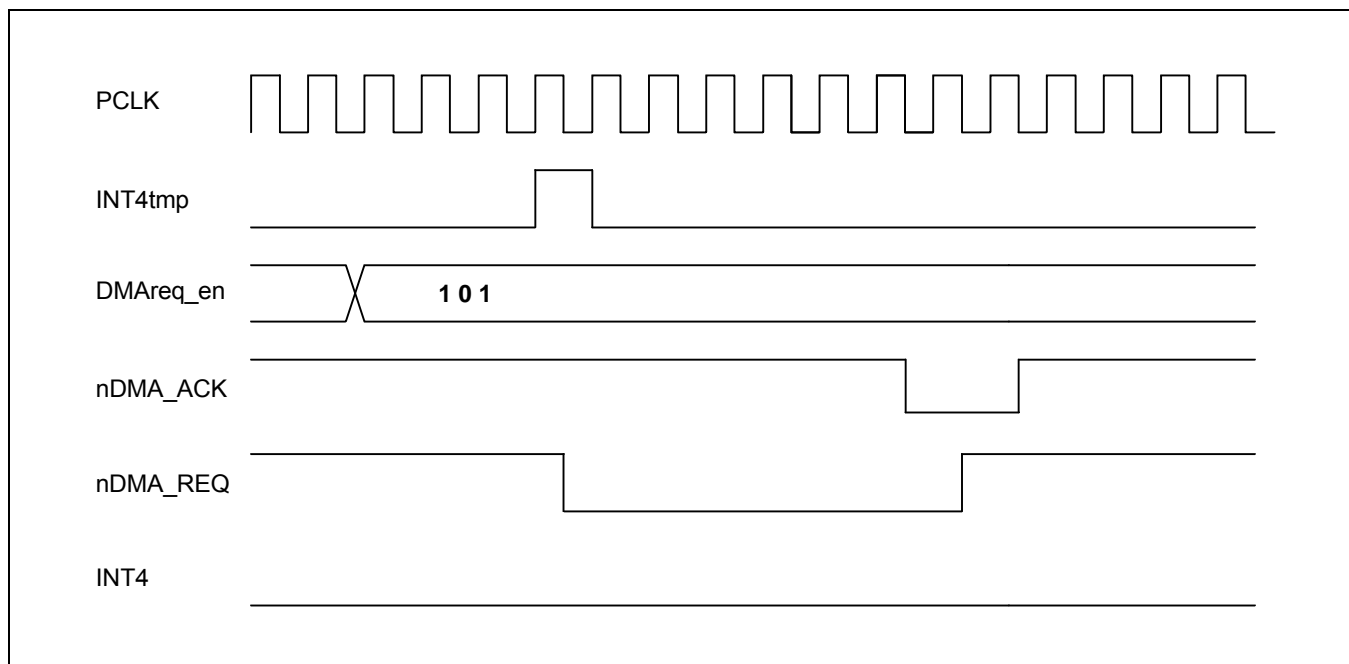 PCLK
INT4tmp
DMAreq_en
1 0 1
nDMA_ACK
nDMA_REQ
INT4